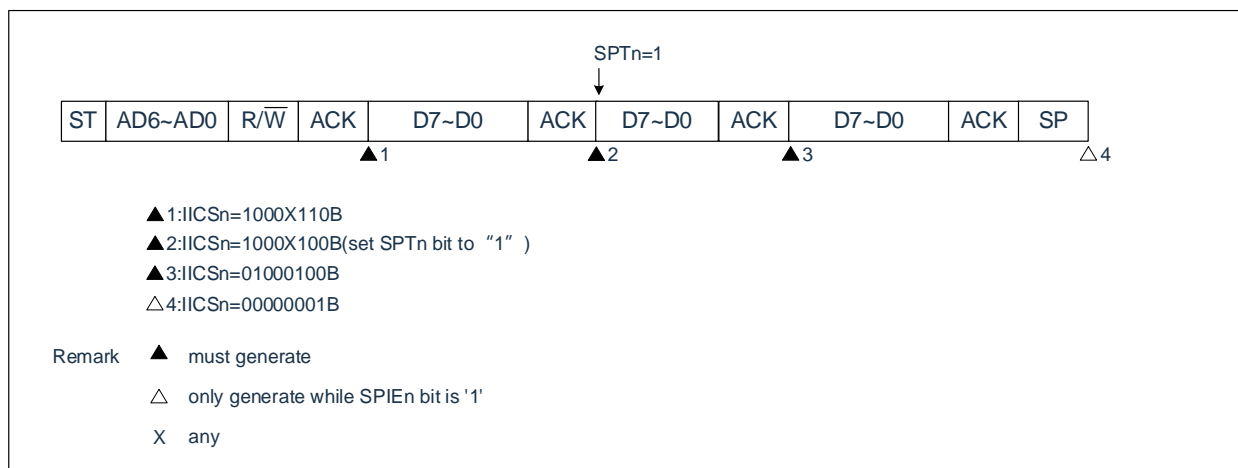 SPTn=1
ST AD6~AD0 R/W̅ ACK D7~D0 ACK D7~D0 ACK D7~D0 ACK SP
▲1 ▲2 ▲3 △4
▲1:IICSn=1000X110B
▲2:IICSn=1000X100B(set SPTn bit to “1” )
▲3:IICSn=01000100B
△4:IICSn=00000001B
Remark ▲ must generate
△ only generate while SPIEn bit is '1'
X any